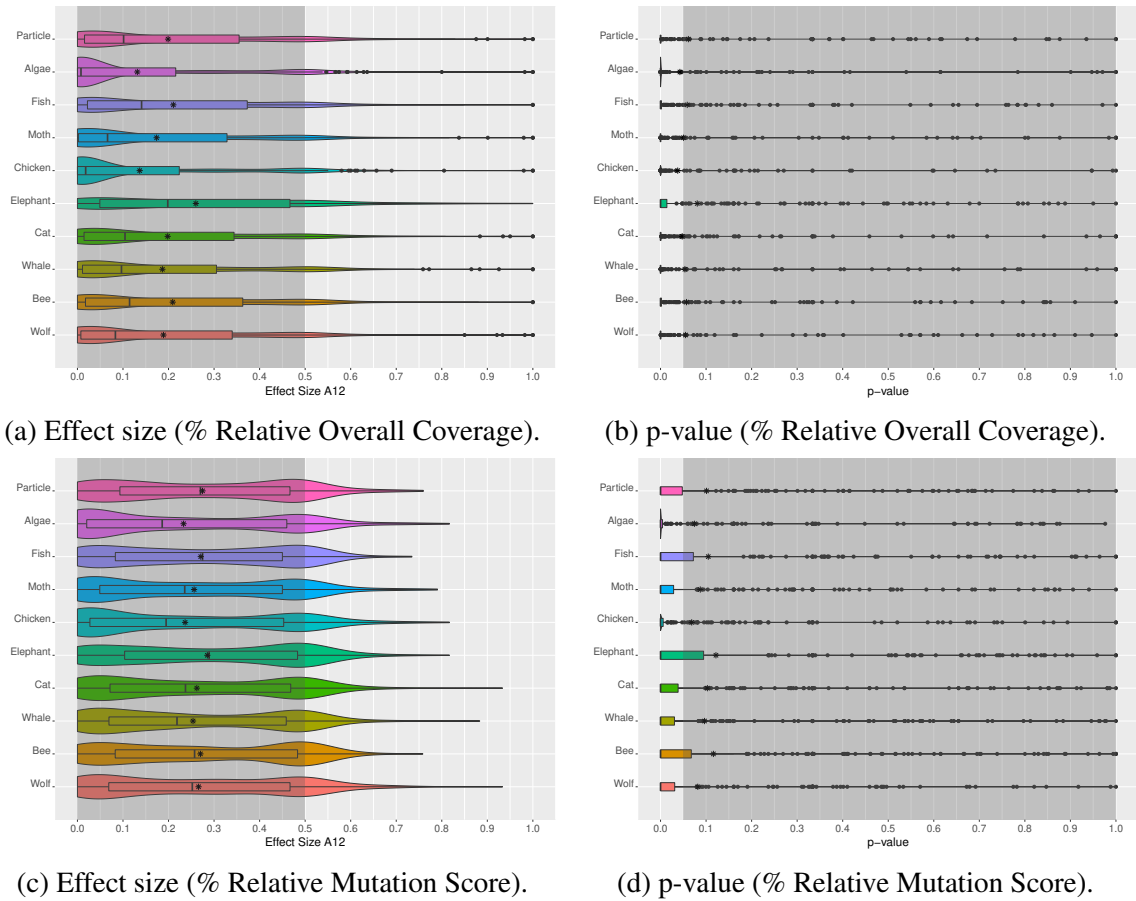 Particle
Algae
Fish
Moth
Chicken
Elephant
Cat
Whale
Bee
Wolf
0.0 0.1 0.2 0.3 0.4 0.5 0.6 0.7 0.8 0.9 1.0
Effect Size A12
Particle
Algae
Fish
Moth
Chicken
Elephant
Cat
Whale
Bee
Wolf
0.0 0.1 0.2 0.3 0.4 0.5 0.6 0.7 0.8 0.9 1.0
p−value
(a) Effect size (% Relative Overall Coverage).
(b) p-value (% Relative Overall Coverage).
Particle
Algae
Fish
Moth
Chicken
Elephant
Cat
Whale
Bee
Wolf
0.0 0.1 0.2 0.3 0.4 0.5 0.6 0.7 0.8 0.9 1.0
Effect Size A12
Particle
Algae
Fish
Moth
Chicken
Elephant
Cat
Whale
Bee
Wolf
0.0 0.1 0.2 0.3 0.4 0.5 0.6 0.7 0.8 0.9 1.0
p−value
(c) Effect size (% Relative Mutation Score).
(d) p-value (% Relative Mutation Score).